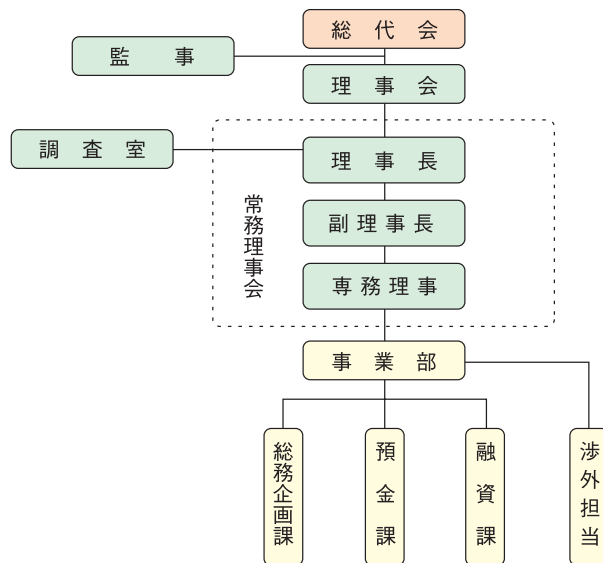 総代会
監事
理事会
調査室
理事長
常務理事会
副理事長
専務理事
事業部
総務企画課
預金課
融資課
渉外担当